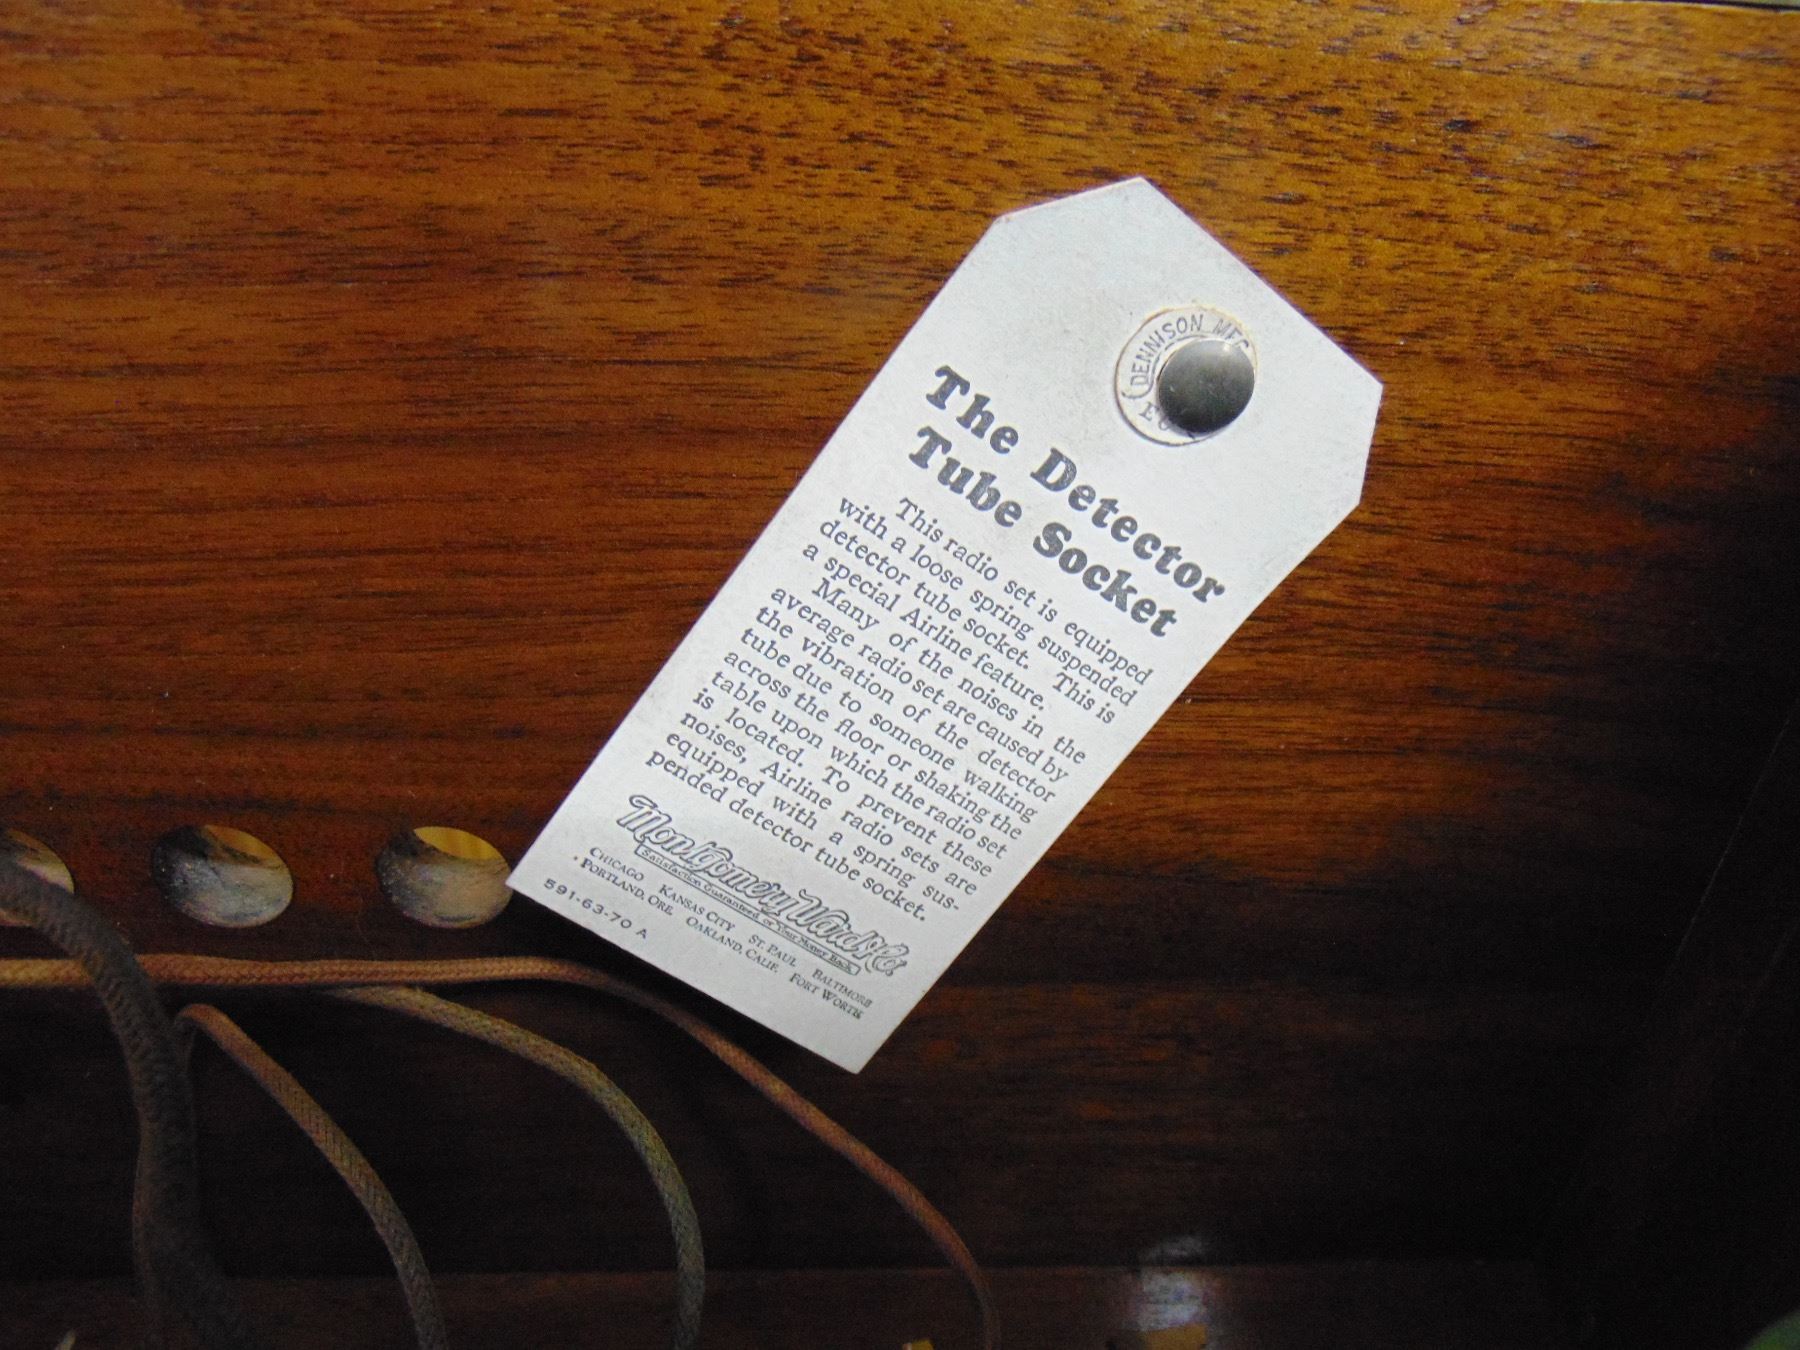 DENNISON MFG
The Detector
Tube Socket
This radio set is equipped
with a loose spring suspended
detector tube socket. This is
a special Airline feature.
Many of the noises in the
average radio set are caused by
the vibration of the detector
tube due to someone walking
across the floor or shaking the
table upon which the radio set
is located. To prevent these
noises, Airline radio sets are
equipped with a spring sus-
pended detector tube socket.
Montgomery Ward & Co.
Satisfaction Guaranteed or Your Money Back
CHICAGO KANSAS CITY ST. PAUL BALTIMORE
PORTLAND, ORE. OAKLAND, CALIF. FORT WORTH
591-63-70 A